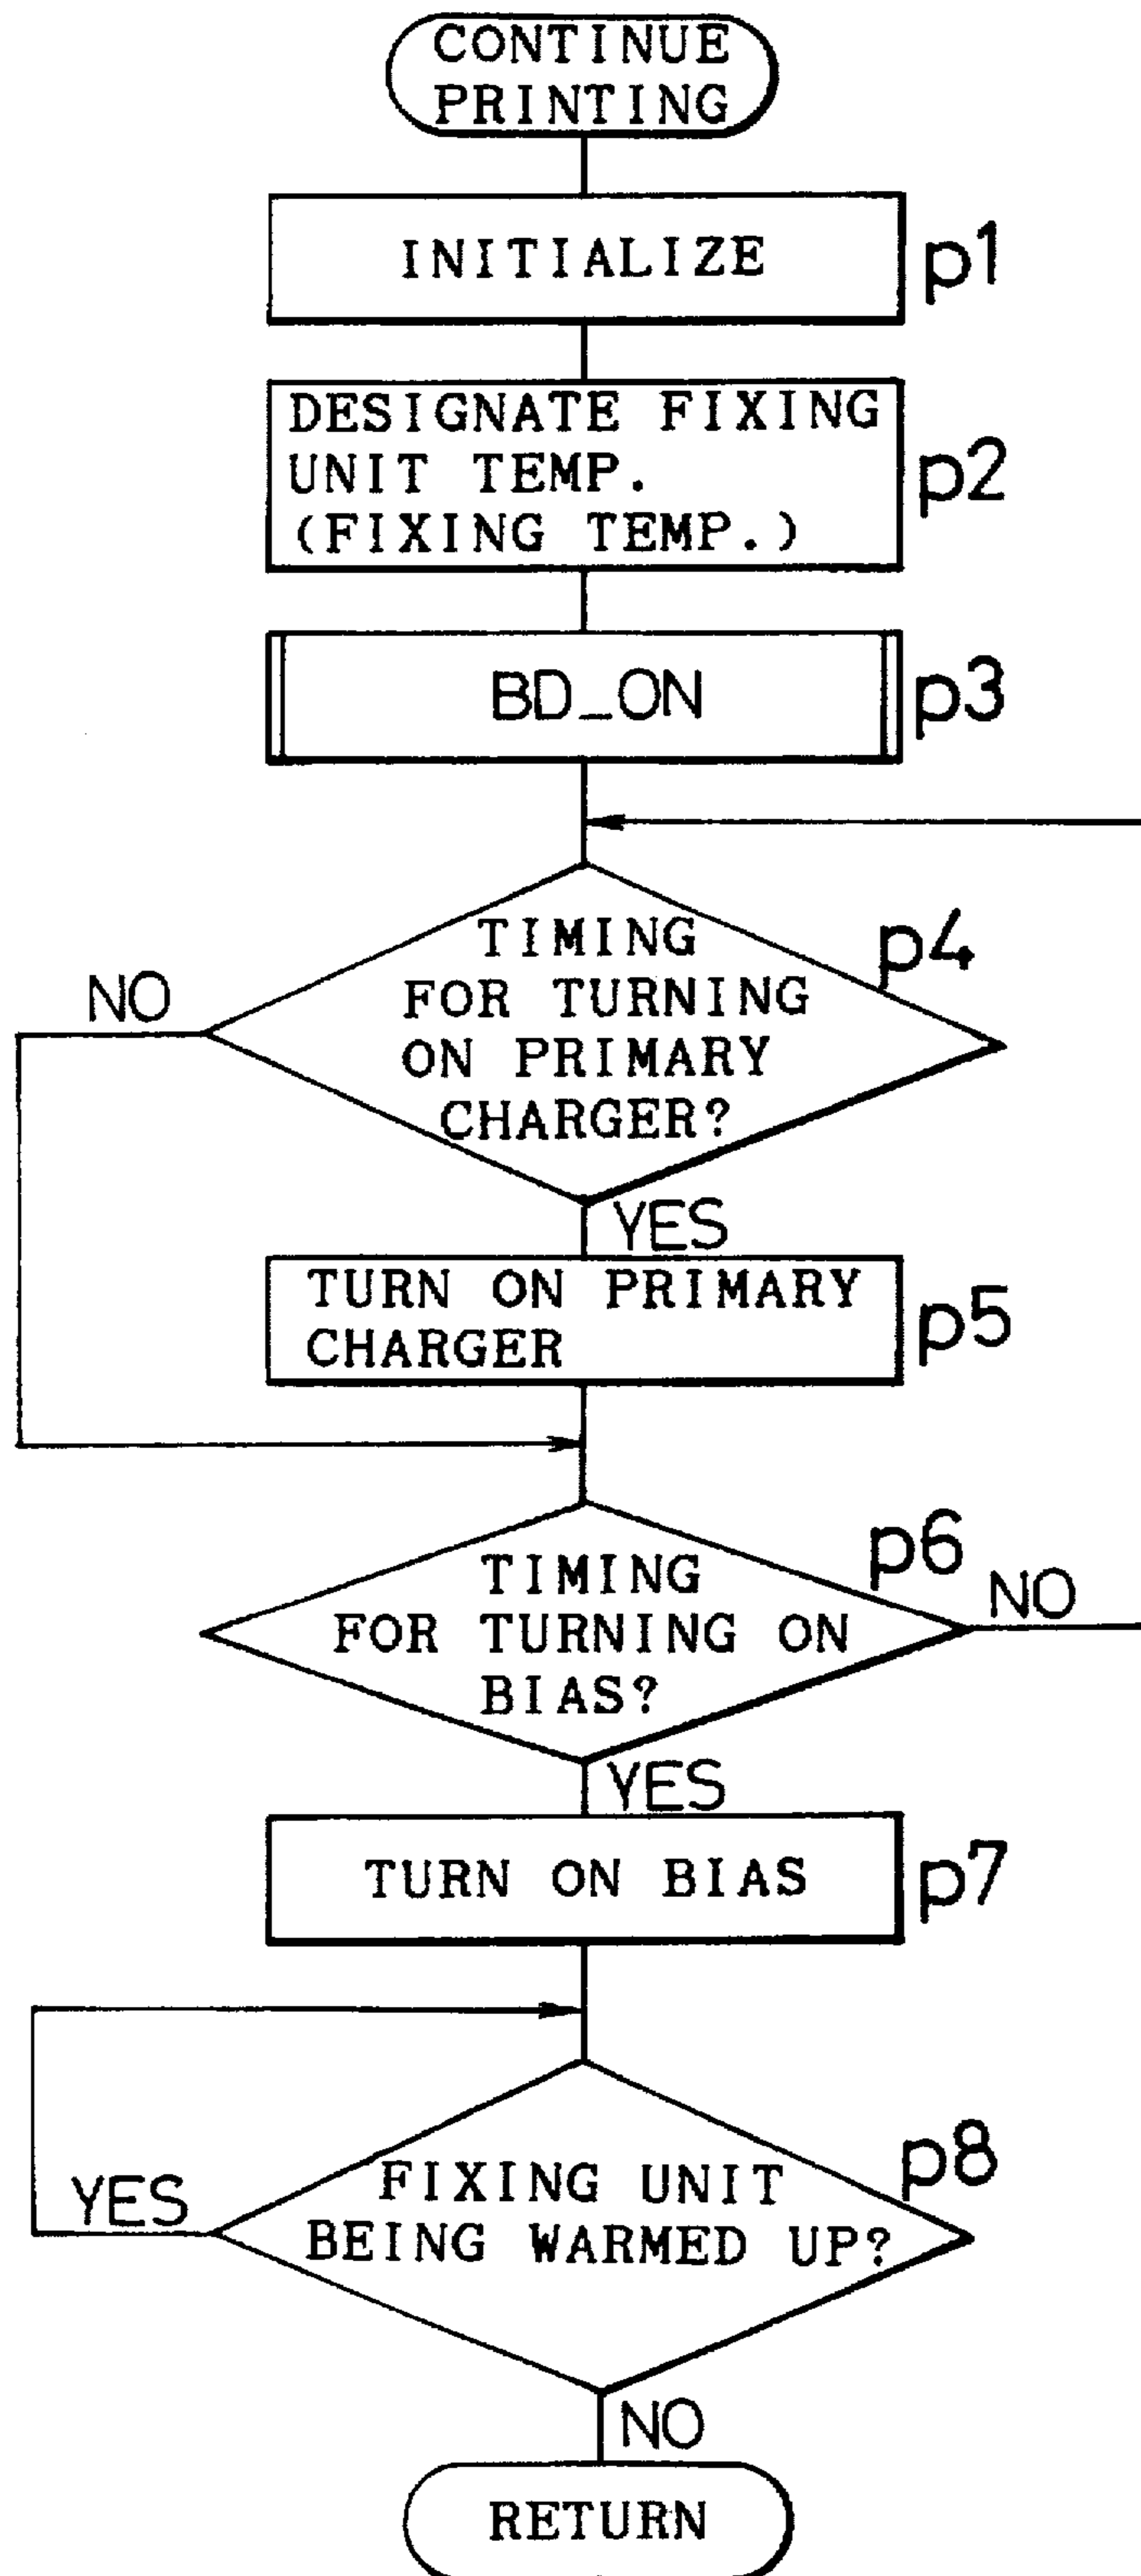 CONTINUE
PRINTING
INITIALIZE
p1
DESIGNATE FIXING
UNIT TEMP.
(FIXING TEMP.)
p2
BD_ON
p3
TIMING
FOR TURNING
ON PRIMARY
CHARGER?
p4
NO
YES
TURN ON PRIMARY
CHARGER
p5
TIMING
FOR TURNING ON
BIAS?
p6
NO
YES
TURN ON BIAS
p7
FIXING UNIT
BEING WARMED UP?
p8
YES
NO
RETURN